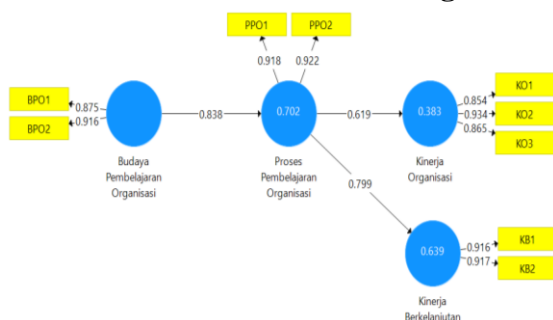 PPO1 PPO2
0.918 0.922
BPO1
BPO2
0.875
0.916
0.838
0.702
0.619
0.383
0.854
0.934
0.865
KO1
KO2
KO3
Budaya
Pembelajaran
Organisasi
Proses
Pembelajaran
Organisasi
Kinerja
Organisasi
0.799
0.639
0.916
0.917
KB1
KB2
Kinerja
Berkelanjutan